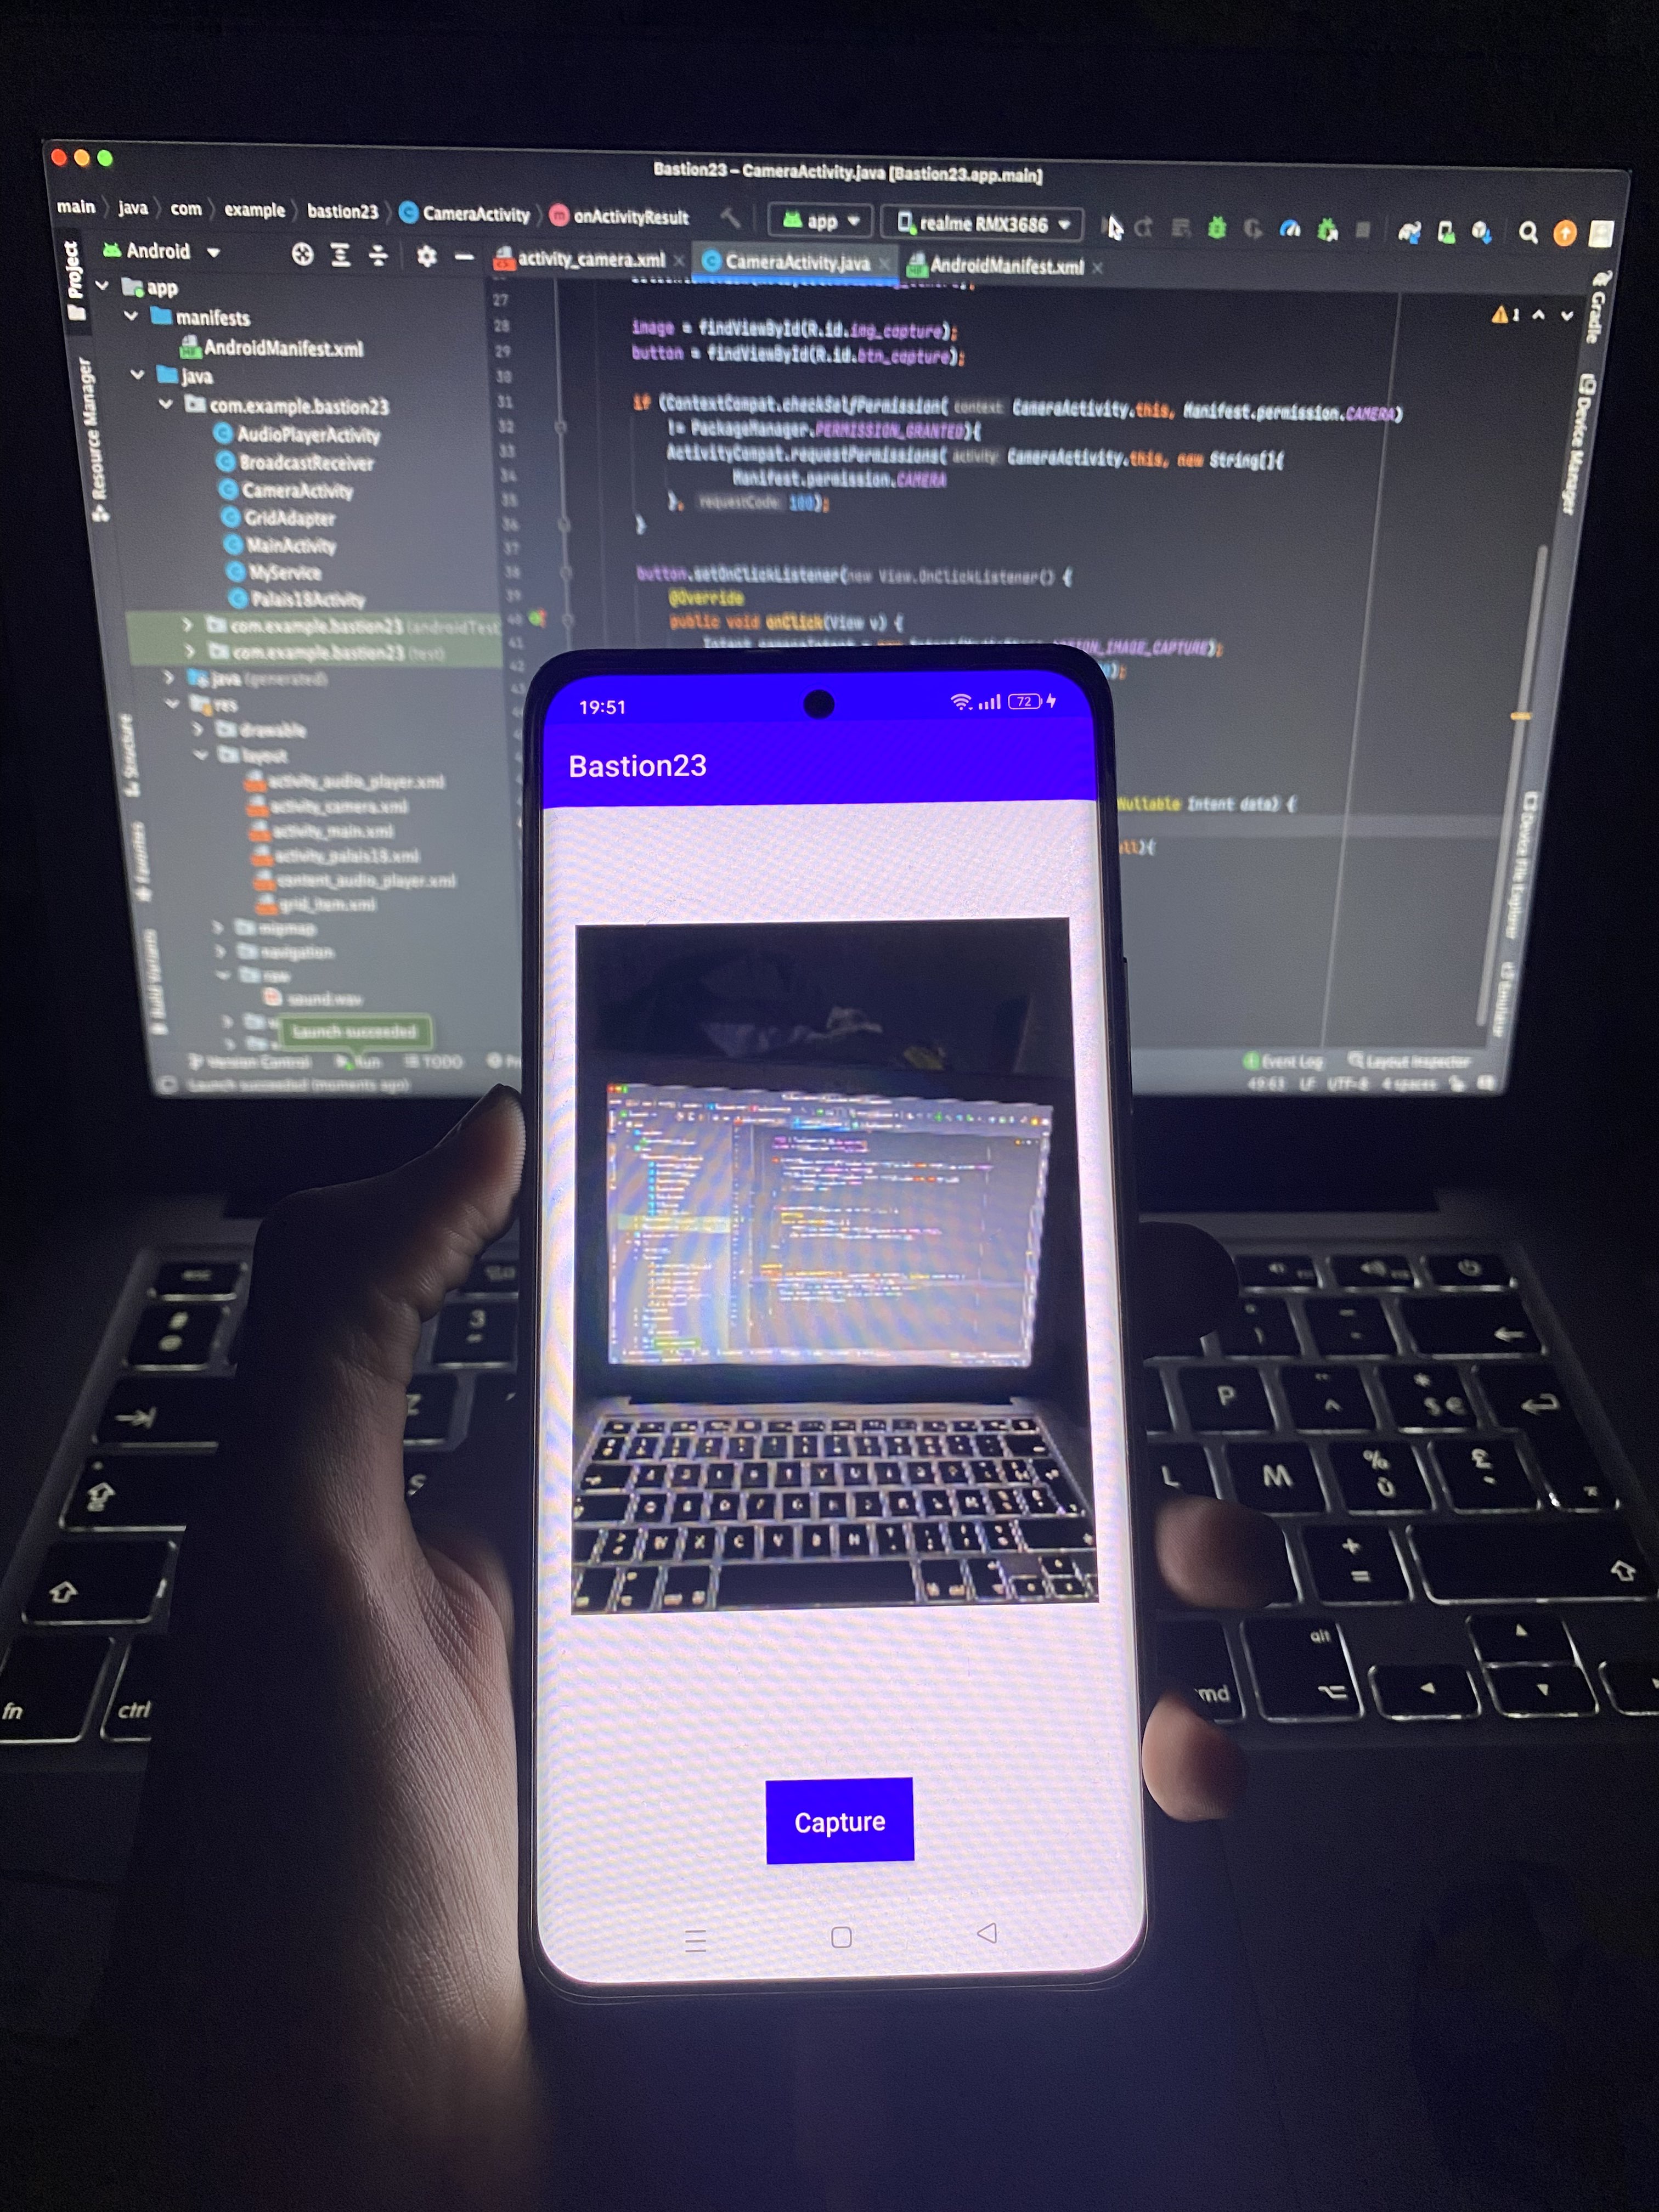 Bastion23 – CameraActivity.java [Bastion23.app.main]
main java com example bastion23 CameraActivity onActivityResult app realme RMX3686
Android activity_camera.xml CameraActivity.java AndroidManifest.xml
Project
Resource Manager
Structure
Favorites
Build Variants
app
manifests
AndroidManifest.xml
java
com.example.bastion23
AudioPlayerActivity
BroadcastReceiver
CameraActivity
GridAdapter
MainActivity
MyService
Palais18Activity
com.example.bastion23 (androidTest
com.example.bastion23 (test)
java (generated)
res
drawable
layout
activity_audio_player.xml
activity_camera.xml
activity_main.xml
activity_palais18.xml
content_audio_player.xml
grid_item.xml
mipmap
navigation
raw
sound.wav
Launch succeeded
Version Control Run TODO
Launch succeeded (moments ago)
27
28 image = findViewById(R.id.img_capture);
29 button = findViewById(R.id.btn_capture);
30
31 if (ContextCompat.checkSelfPermission( context: CameraActivity.this, Manifest.permission.CAMERA)
32 != PackageManager.PERMISSION_GRANTED){
33 ActivityCompat.requestPermissions( activity: CameraActivity.this, new String[]{
34 Manifest.permission.CAMERA
35 }, requestCode: 100);
36 }
37
38 button.setOnClickListener(new View.OnClickListener() {
39 @Override
40 public void onClick(View v) {
41 _IMAGE_CAPTURE);
42 );
Nullable Intent data) {
){
1
Gradle
Device Manager
Device File Explorer
Emulator
Event Log Layout Inspector
49:63 LF UTF-8 4 spaces
19:51 72
Bastion23
Capture
esc
#
@
3
"
Z
S
fn
ctrl
°
)
_
-
P
¨
^
*
$ €
L
M
%
ù
£
`
+
=
alt
md